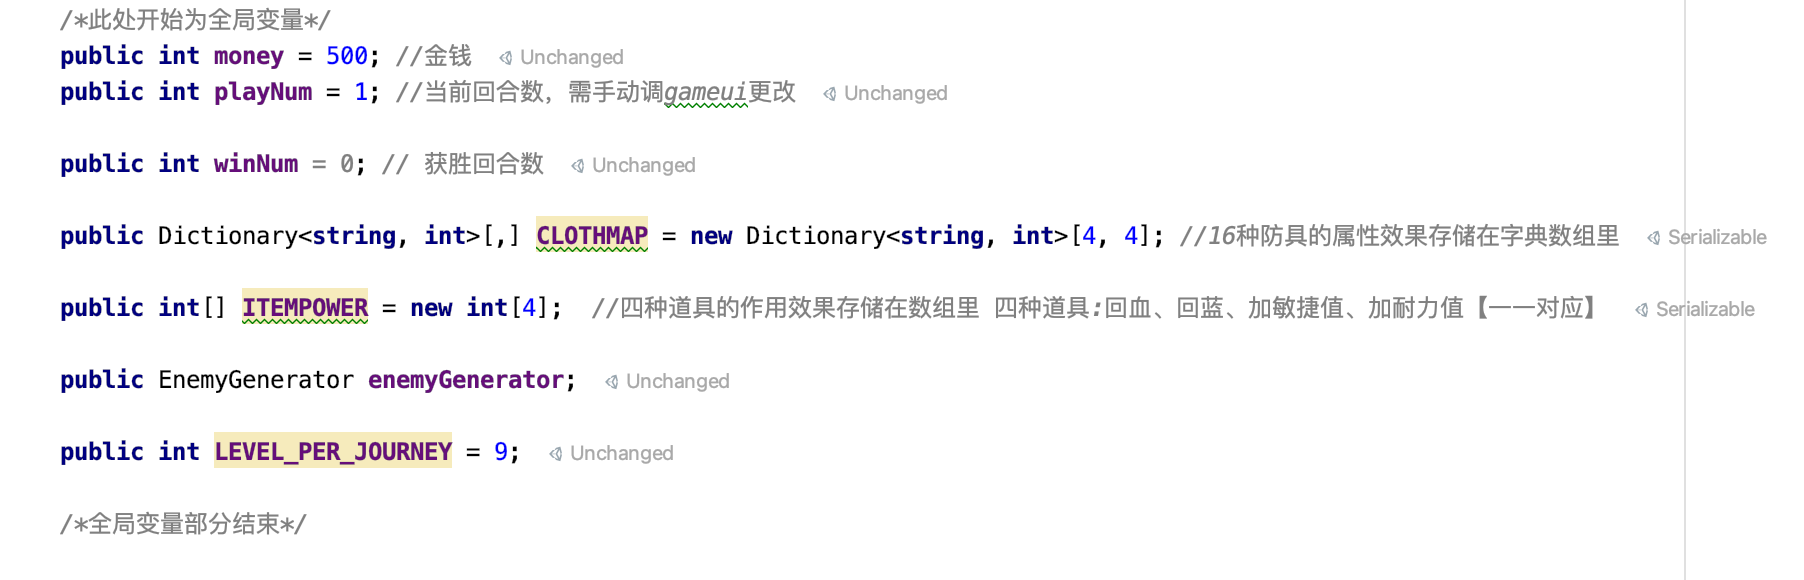 /*此处开始为全局变量*/
public int money = 500; //金钱 Unchanged
public int playNum = 1; //当前回合数，需手动调gameui更改 Unchanged
public int winNum = 0; // 获胜回合数 Unchanged
public Dictionary<string, int>[,] CLOTHMAP = new Dictionary<string, int>[4, 4]; //16种防具的属性效果存储在字典数组里 Serializable
public int[] ITEMPOWER = new int[4]; //四种道具的作用效果存储在数组里 四种道具:回血、回蓝、加敏捷值、加耐力值【一一对应】 Serializable
public EnemyGenerator enemyGenerator; Unchanged
public int LEVEL_PER_JOURNEY = 9; Unchanged
/*全局变量部分结束*/